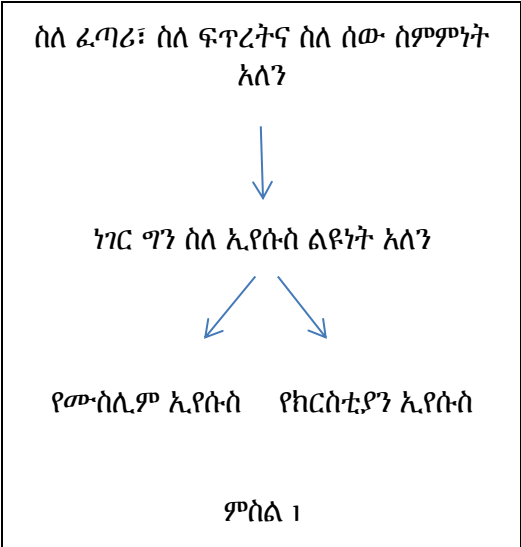 ስለ ፈጣሪ፣ ስለ ፍጥረትና ስለ ሰው ስምምነት
አለን
ነገር ግን ስለ ኢየሱስ ልዩነት አለን
የሙስሊም ኢየሱስ የክርስቲያን ኢየሱስ
ምስል 1